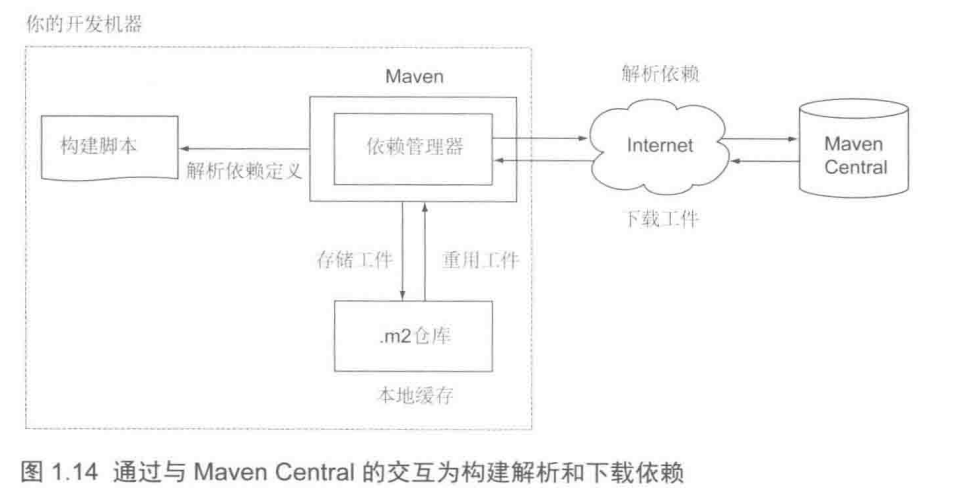 你的开发机器
Maven
解析依赖
构建脚本
依赖管理器
Internet
Maven
Central
解析依赖定义
下载工件
存储工件
重用工件
.m2仓库
本地缓存
图 1.14 通过与 Maven Central 的交互为构建解析和下载依赖